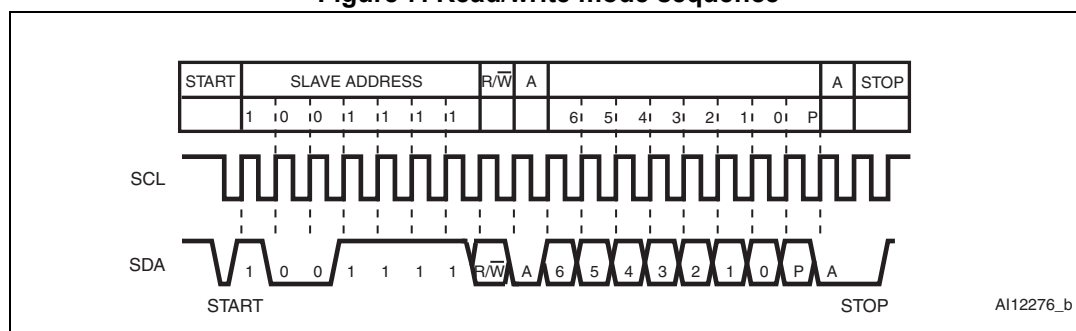 Figure 7. Read/write mode sequence
START SLAVE ADDRESS R/W̅ A A STOP
1 0 0 1 1 1 1 6 5 4 3 2 1 0 P
SCL
SDA 1 0 0 1 1 1 1 R/W̅ A 6 5 4 3 2 1 0 P A
START STOP AI12276_b